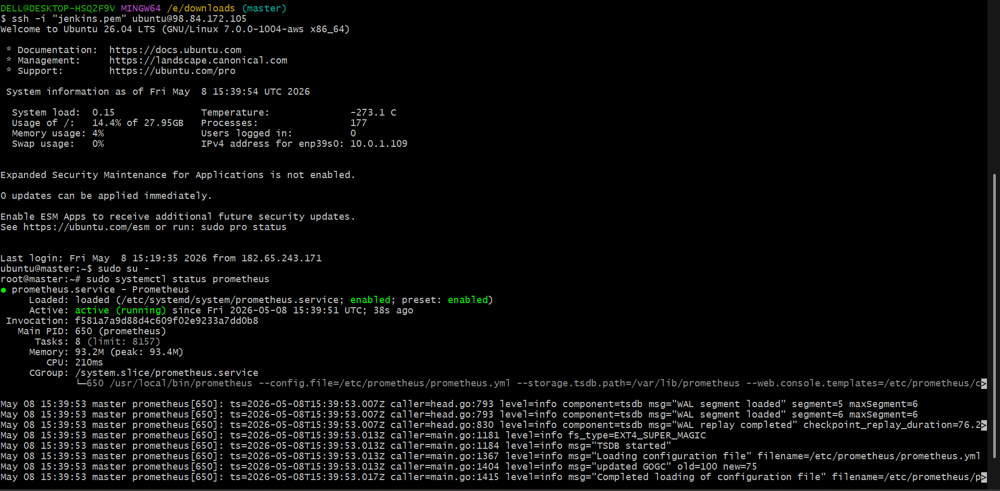 DELL@DESKTOP-HSQ2F9V MINGW64 /e/downloads (master)
$ ssh -i "jenkins.pem" ubuntu@98.84.172.105
Welcome to Ubuntu 26.04 LTS (GNU/Linux 7.0.0-1004-aws x86_64)
* Documentation:  https://docs.ubuntu.com
* Management:     https://landscape.canonical.com
* Support:        https://ubuntu.com/pro
System information as of Fri May  8 15:39:54 UTC 2026
System load:  0.15               Temperature:              -273.1 C
Usage of /:   14.4% of 27.95GB   Processes:                177
Memory usage: 4%                 Users logged in:          0
Swap usage:   0%                 IPv4 address for enp39s0: 10.0.1.109
Expanded Security Maintenance for Applications is not enabled.
0 updates can be applied immediately.
Enable ESM Apps to receive additional future security updates.
See https://ubuntu.com/esm or run: sudo pro status
Last login: Fri May  8 15:19:35 2026 from 182.65.243.171
ubuntu@master:~$ sudo su -
root@master:~# sudo systemctl status prometheus
● prometheus.service - Prometheus
Loaded: loaded (/etc/systemd/system/prometheus.service; enabled; preset: enabled)
Active: active (running) since Fri 2026-05-08 15:39:51 UTC; 38s ago
Invocation: f581a7a9d88d4c609f02e9233a7dd0b8
Main PID: 650 (prometheus)
Tasks: 8 (limit: 8157)
Memory: 93.2M (peak: 93.4M)
CPU: 210ms
CGroup: /system.slice/prometheus.service
└─650 /usr/local/bin/prometheus --config.file=/etc/prometheus/prometheus.yml --storage.tsdb.path=/var/lib/prometheus --web.console.templates=/etc/prometheus/c>
May 08 15:39:53 master prometheus[650]: ts=2026-05-08T15:39:53.007Z caller=head.go:793 level=info component=tsdb msg="WAL segment loaded" segment=5 maxSegment=6
May 08 15:39:53 master prometheus[650]: ts=2026-05-08T15:39:53.007Z caller=head.go:793 level=info component=tsdb msg="WAL segment loaded" segment=6 maxSegment=6
May 08 15:39:53 master prometheus[650]: ts=2026-05-08T15:39:53.007Z caller=head.go:830 level=info component=tsdb msg="WAL replay completed" checkpoint_replay_duration=76.2>
May 08 15:39:53 master prometheus[650]: ts=2026-05-08T15:39:53.013Z caller=main.go:1181 level=info fs_type=EXT4_SUPER_MAGIC
May 08 15:39:53 master prometheus[650]: ts=2026-05-08T15:39:53.013Z caller=main.go:1184 level=info msg="TSDB started"
May 08 15:39:53 master prometheus[650]: ts=2026-05-08T15:39:53.013Z caller=main.go:1367 level=info msg="Loading configuration file" filename=/etc/prometheus/prometheus.yml
May 08 15:39:53 master prometheus[650]: ts=2026-05-08T15:39:53.013Z caller=main.go:1404 level=info msg="updated GOGC" old=100 new=75
May 08 15:39:53 master prometheus[650]: ts=2026-05-08T15:39:53.017Z caller=main.go:1415 level=info msg="Completed loading of configuration file" filename=/etc/prometheus/p>